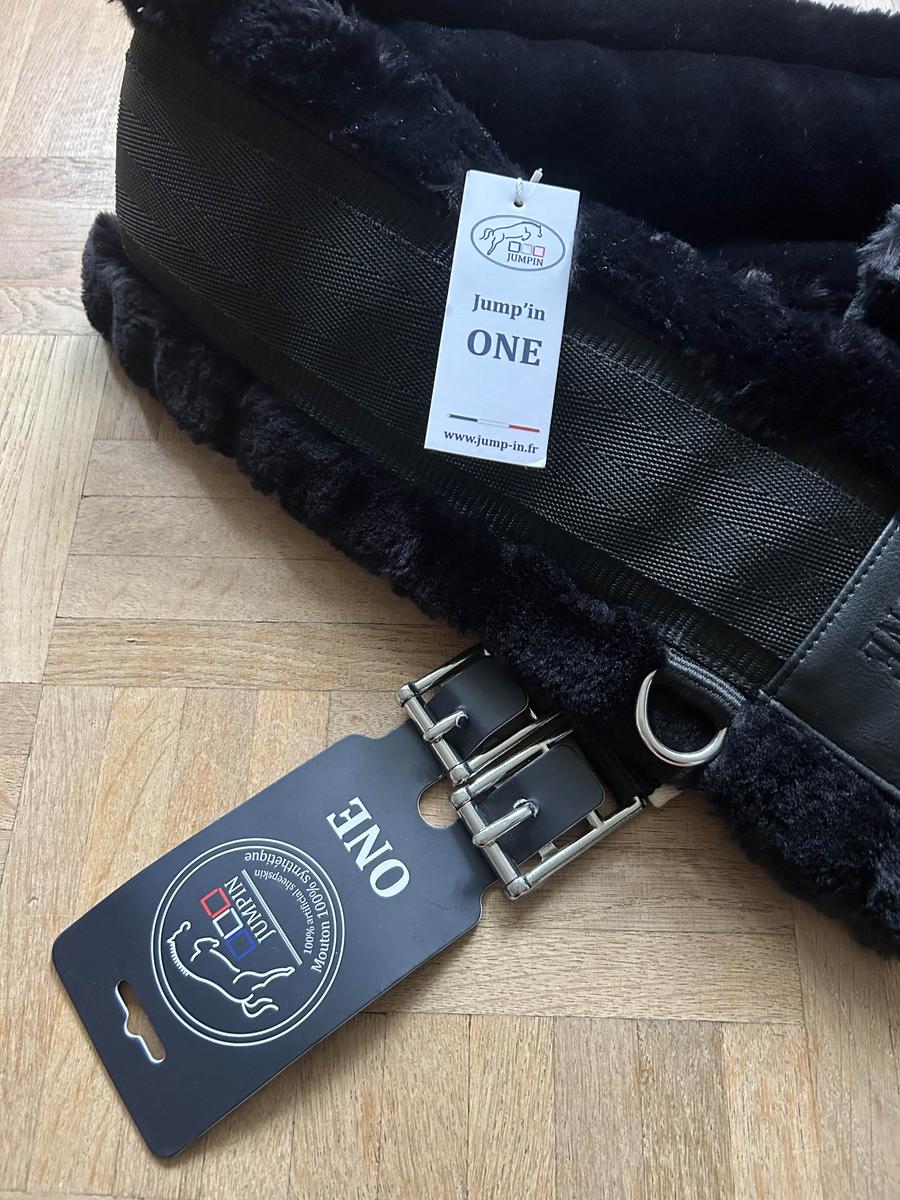 JUMPIN
Jump'in
ONE
www.jump-in.fr
ONE
JUMPIN
100% artificial sheepskin
Mouton 100% synthétique